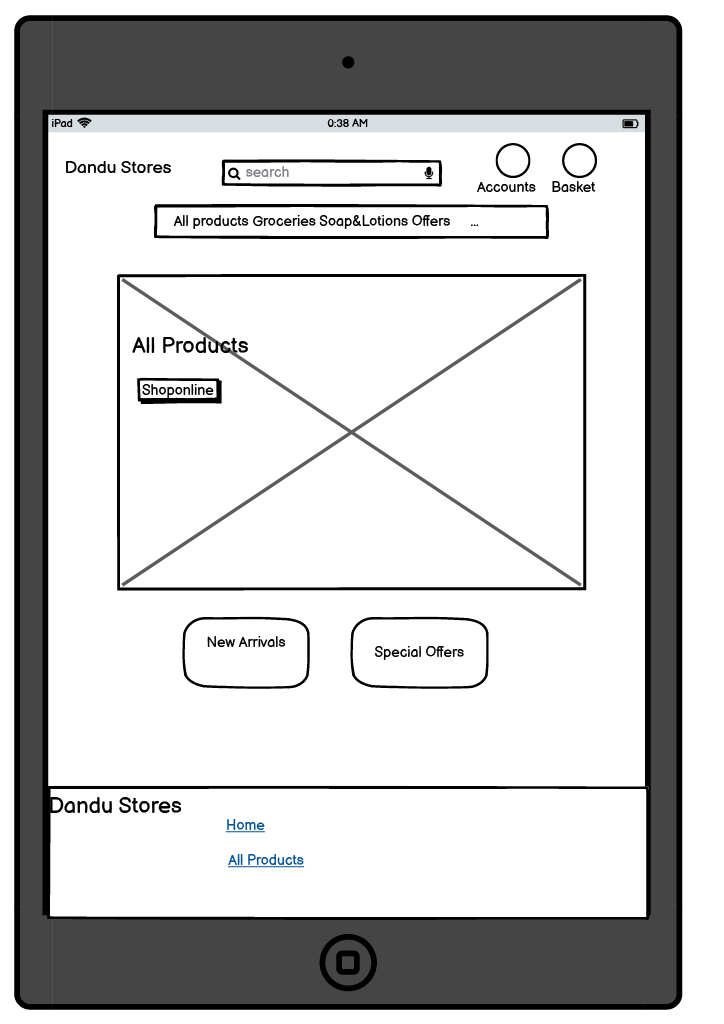 iPad 0:38 AM
Dandu Stores
search
Accounts Basket
All products Groceries Soap&Lotions Offers ...
All Products
Shoponline
New Arrivals
Special Offers
Dandu Stores
Home
All Products